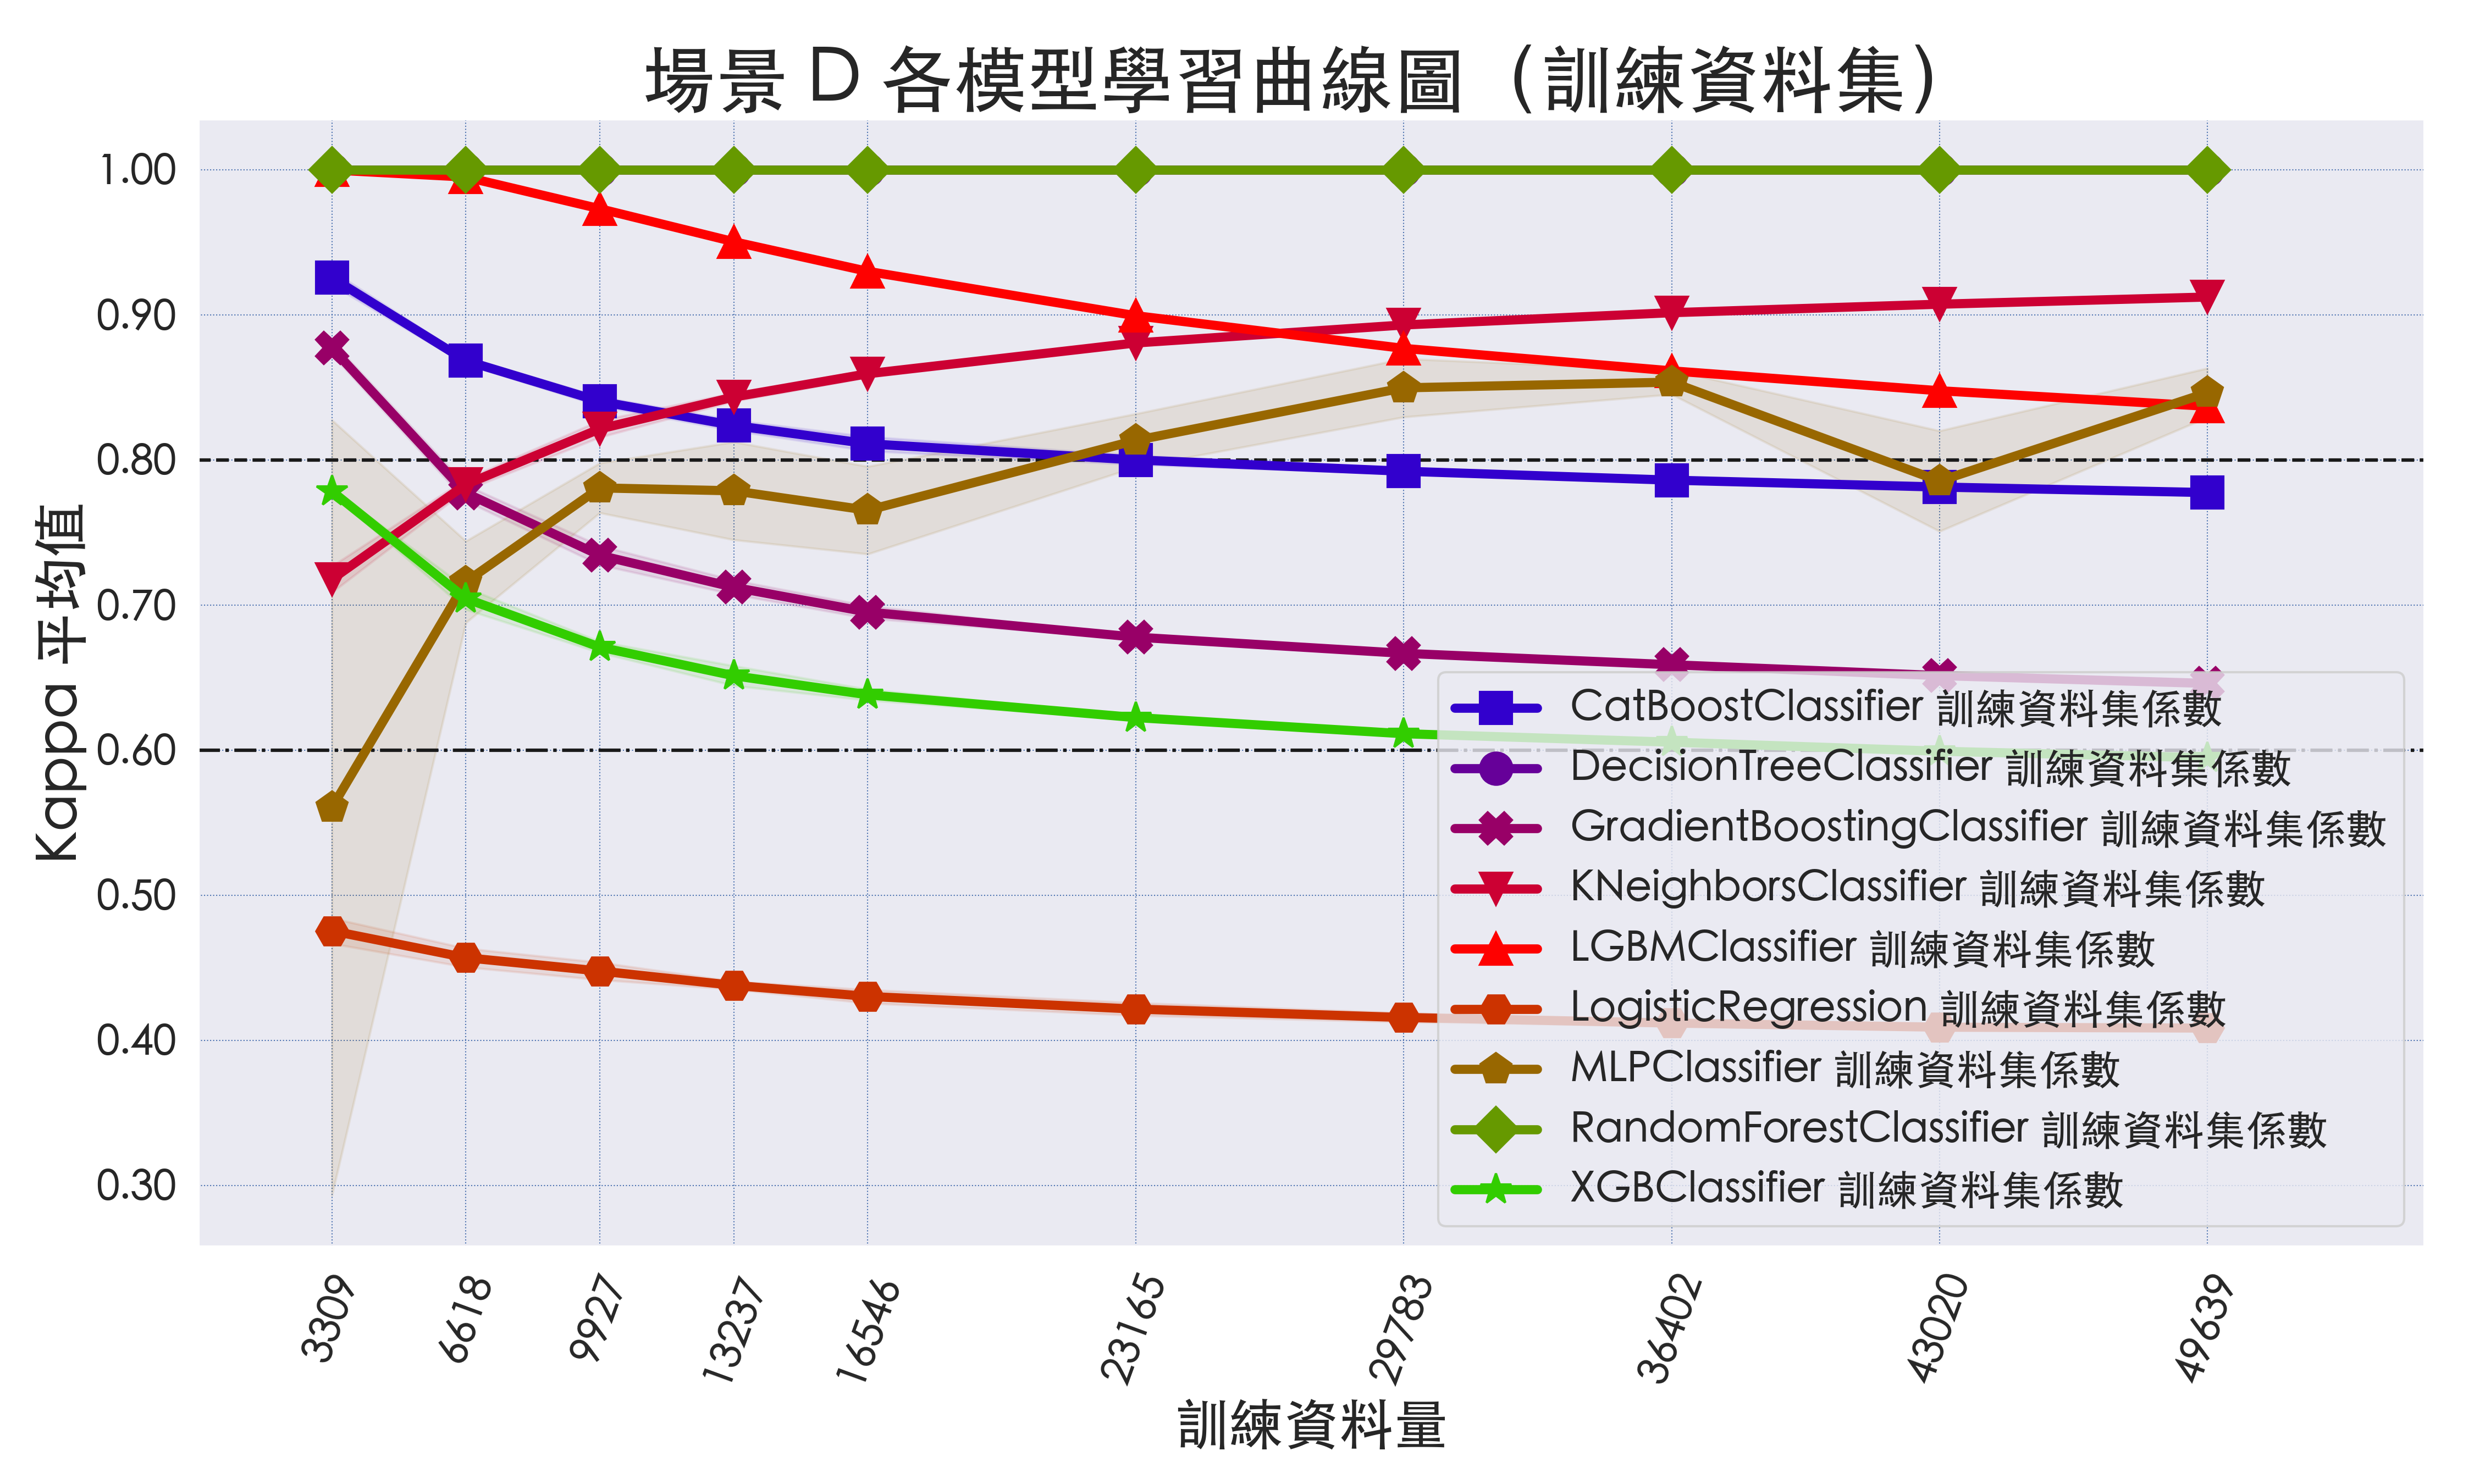 場景 D 各模型學習曲線圖（訓練資料集）
Kappa 平均值
1.00
0.90
0.80
0.70
0.60
0.50
0.40
0.30
CatBoostClassifier 訓練資料集係數
DecisionTreeClassifier 訓練資料集係數
GradientBoostingClassifier 訓練資料集係數
KNeighborsClassifier 訓練資料集係數
LGBMClassifier 訓練資料集係數
LogisticRegression 訓練資料集係數
MLPClassifier 訓練資料集係數
RandomForestClassifier 訓練資料集係數
XGBClassifier 訓練資料集係數
3309
6618
9927
13237
16546
23165
29783
36402
43020
49639
訓練資料量